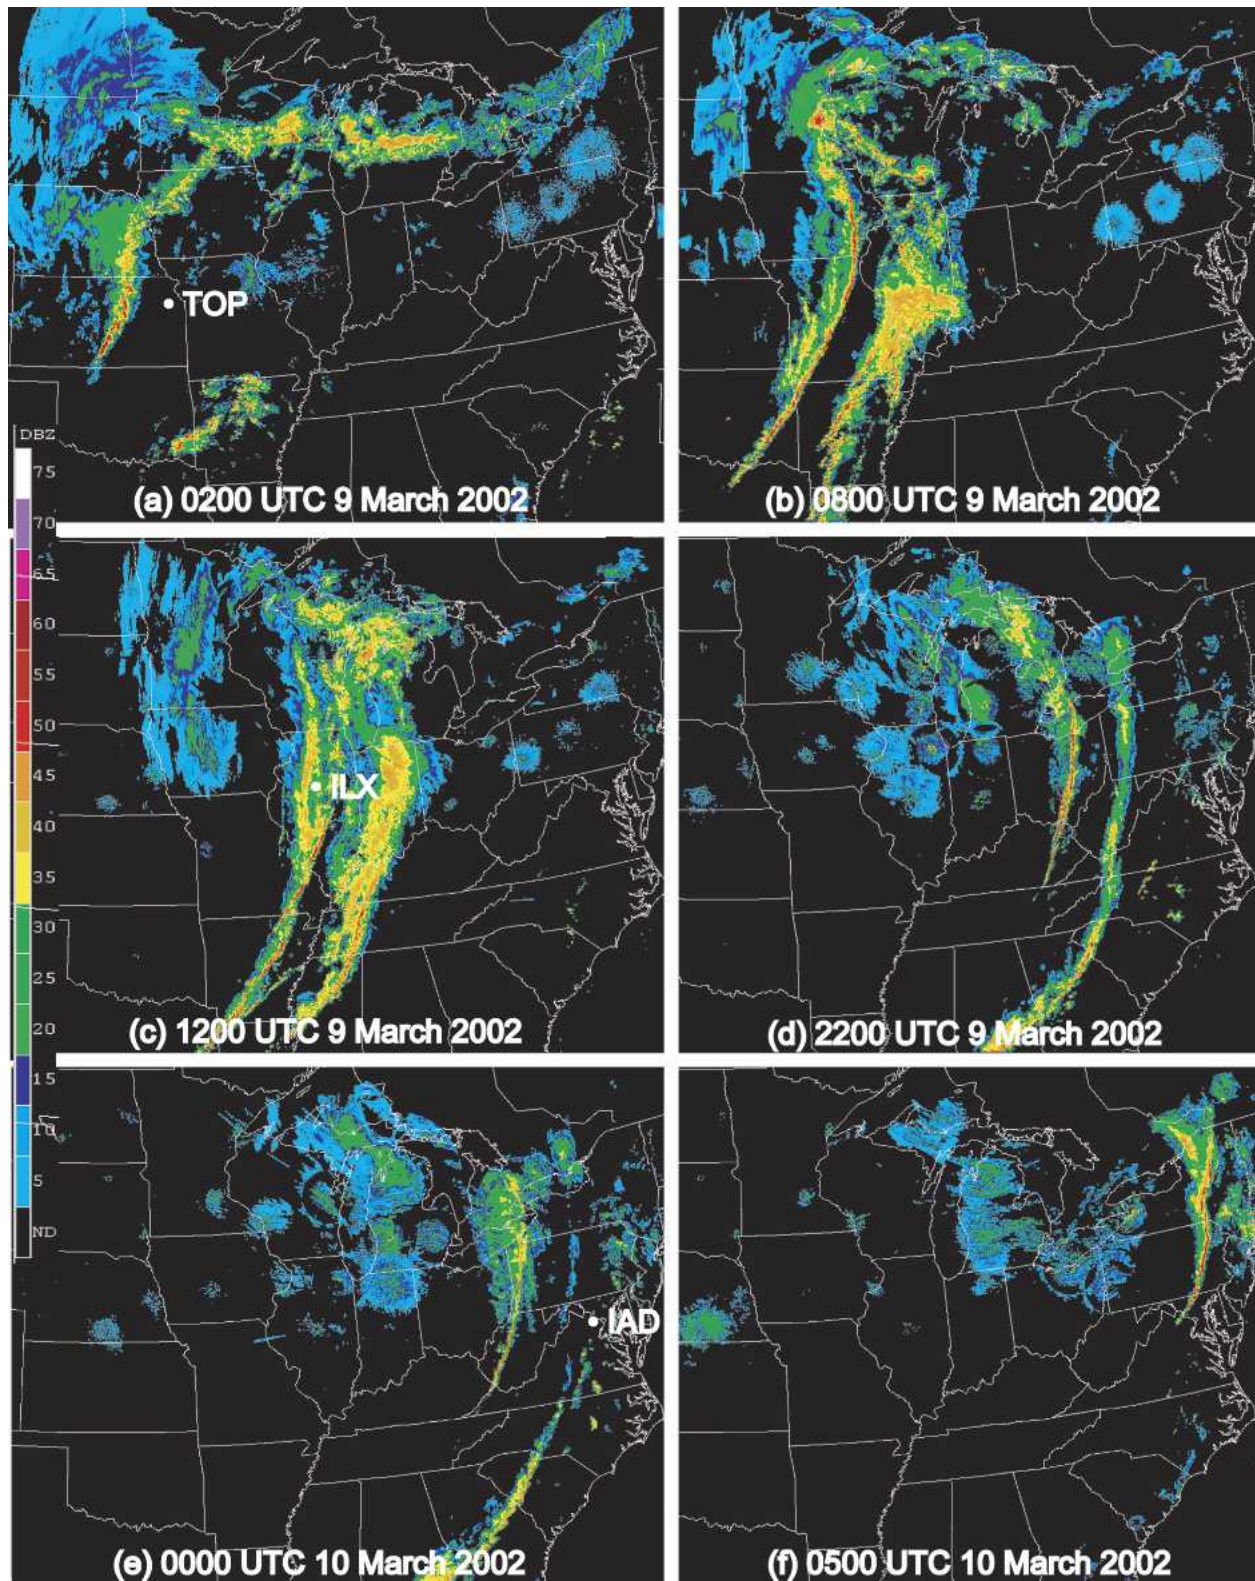 TOP
DBZ
75
70
65
60
55
50
45
40
35
30
25
20
15
10
5
ND
(a) 0200 UTC 9 March 2002
(b) 0800 UTC 9 March 2002
ILX
(c) 1200 UTC 9 March 2002
(d) 2200 UTC 9 March 2002
IAD
(e) 0000 UTC 10 March 2002
(f) 0500 UTC 10 March 2002